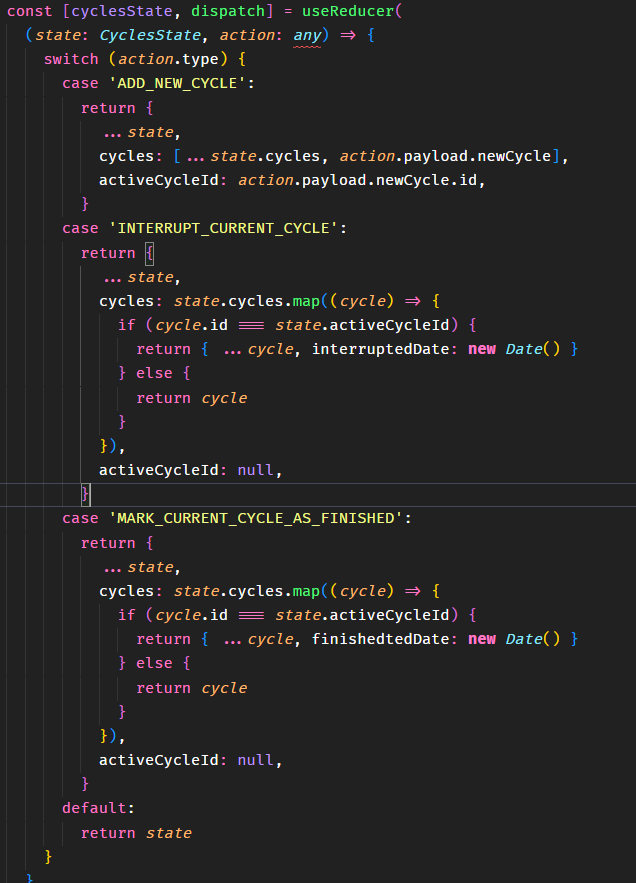 const [cyclesState, dispatch] = useReducer(
(state: CyclesState, action: any) => {
switch (action.type) {
case 'ADD_NEW_CYCLE':
return {
...state,
cycles: [...state.cycles, action.payload.newCycle],
activeCycleId: action.payload.newCycle.id,
}
case 'INTERRUPT_CURRENT_CYCLE':
return {
...state,
cycles: state.cycles.map((cycle) => {
if (cycle.id === state.activeCycleId) {
return { ...cycle, interruptedDate: new Date() }
} else {
return cycle
}
}),
activeCycleId: null,
}
case 'MARK_CURRENT_CYCLE_AS_FINISHED':
return {
...state,
cycles: state.cycles.map((cycle) => {
if (cycle.id === state.activeCycleId) {
return { ...cycle, finishedtedDate: new Date() }
} else {
return cycle
}
}),
activeCycleId: null,
}
default:
return state
}
}